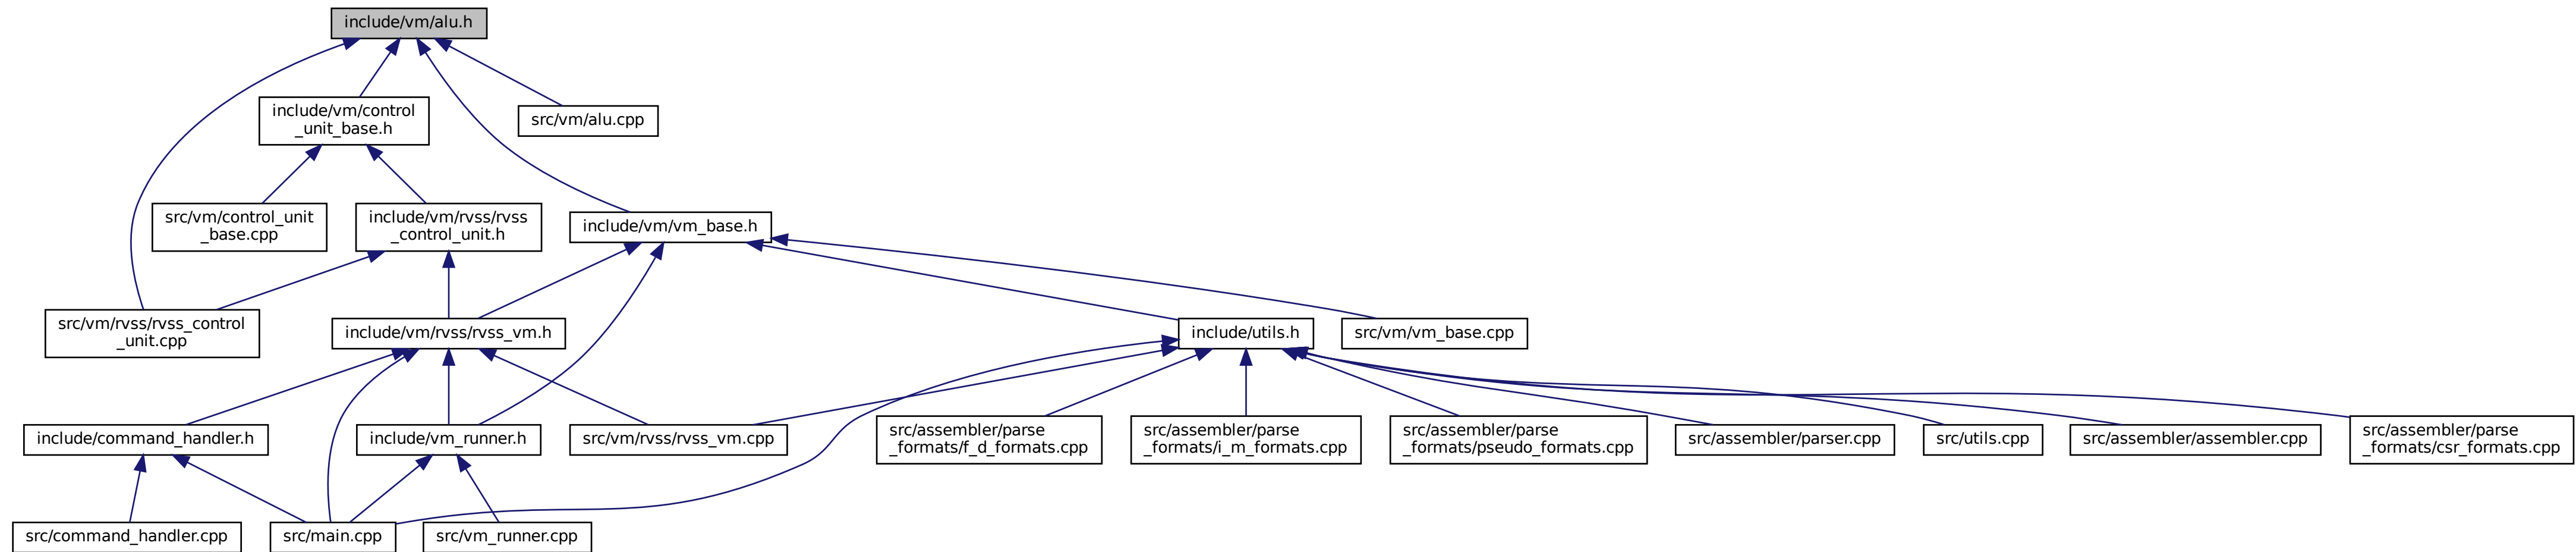 include/vm/alu.h
include/vm/control
_unit_base.h
src/vm/alu.cpp
src/vm/control_unit
_base.cpp
include/vm/rvss/rvss
_control_unit.h
include/vm/vm_base.h
src/vm/rvss/rvss_control
_unit.cpp
include/vm/rvss/rvss_vm.h
include/utils.h
src/vm/vm_base.cpp
include/command_handler.h
include/vm_runner.h
src/vm/rvss/rvss_vm.cpp
src/assembler/parse
_formats/f_d_formats.cpp
src/assembler/parse
_formats/i_m_formats.cpp
src/assembler/parse
_formats/pseudo_formats.cpp
src/assembler/parser.cpp
src/utils.cpp
src/assembler/assembler.cpp
src/assembler/parse
_formats/csr_formats.cpp
src/command_handler.cpp
src/main.cpp
src/vm_runner.cpp